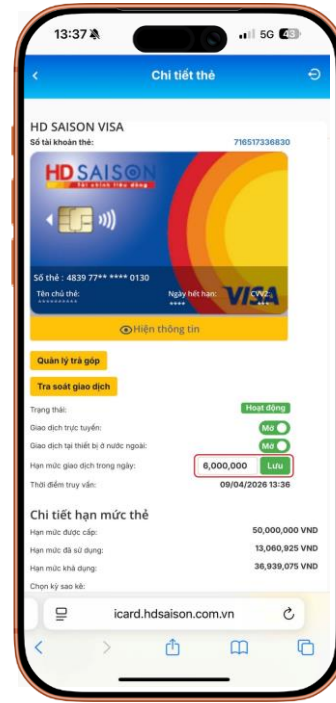 13:37
5G 43
Chi tiết thẻ
HD SAISON VISA
Số tài khoản thẻ: 716517336830
HD SAISON
Tài chính tiêu dùng
Số thẻ : 4839 77** **** 0130
Tên chủ thẻ: Ngày hết hạn: CVV2:
********** ****
VISA
Hiện thông tin
Quản lý trả góp
Tra soát giao dịch
Trạng thái: Hoạt động
Giao dịch trực tuyến: Mở
Giao dịch tại thiết bị ở nước ngoài: Mở
Hạn mức giao dịch trong ngày: 6,000,000 Lưu
Thời điểm truy vấn: 09/04/2026 13:36
Chi tiết hạn mức thẻ
Hạn mức được cấp: 50,000,000 VND
Hạn mức đã sử dụng: 13,060,925 VND
Hạn mức khả dụng: 36,939,075 VND
Chọn kỳ sao kê:
icard.hdsaison.com.vn